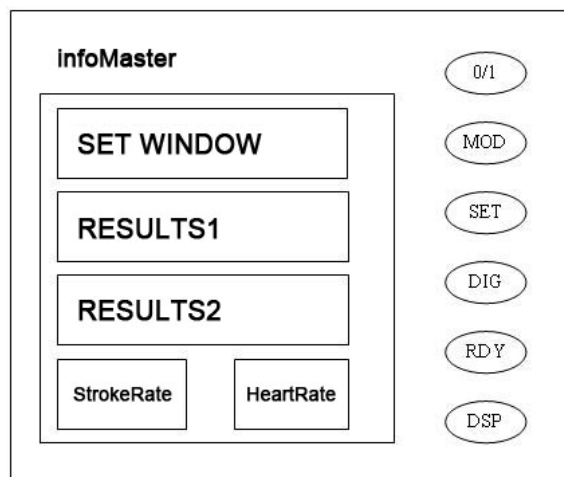 infoMaster
SET WINDOW
RESULTS1
RESULTS2
StrokeRate HeartRate
0/1
MOD
SET
DIG
RDY
DSP